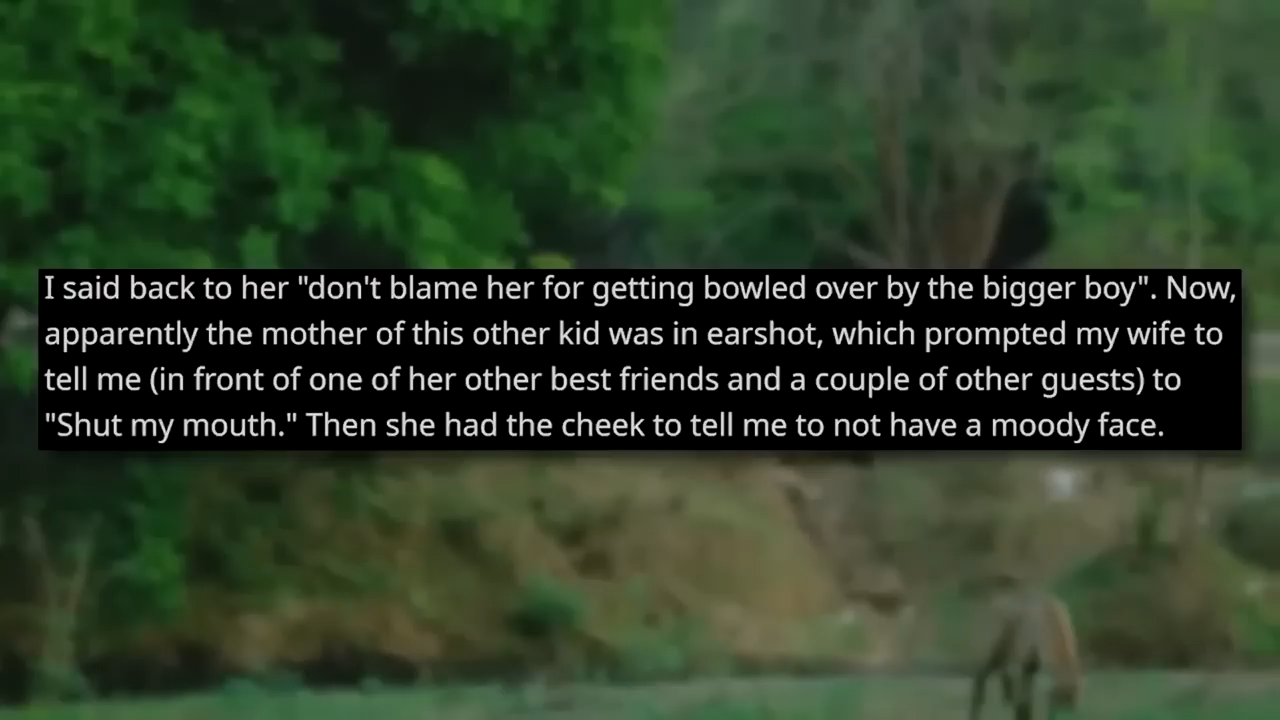 I said back to her "don't blame her for getting bowled over by the bigger boy". Now,
apparently the mother of this other kid was in earshot, which prompted my wife to
tell me (in front of one of her other best friends and a couple of other guests) to
"Shut my mouth." Then she had the cheek to tell me to not have a moody face.